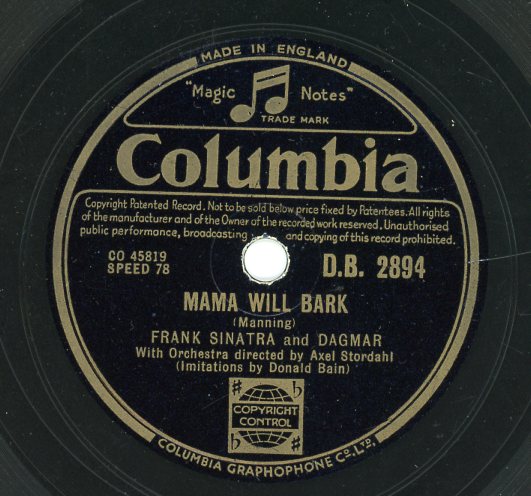 MADE IN ENGLAND
"Magic Notes"
TRADE MARK
Columbia
Copyright Patented Record. Not to be sold below price fixed by Patentees. All rights
of the manufacturer and of the Owner of the recorded work reserved. Unauthorised
public performance, broadcasting and copying of this record prohibited.
CO 45819
SPEED 78
D.B. 2894
MAMA WILL BARK
(Manning)
FRANK SINATRA and DAGMAR
With Orchestra directed by Axel Stordahl
(Imitations by Donald Bain)
COPYRIGHT
CONTROL
COLUMBIA GRAPHOPHONE CO. LTD.